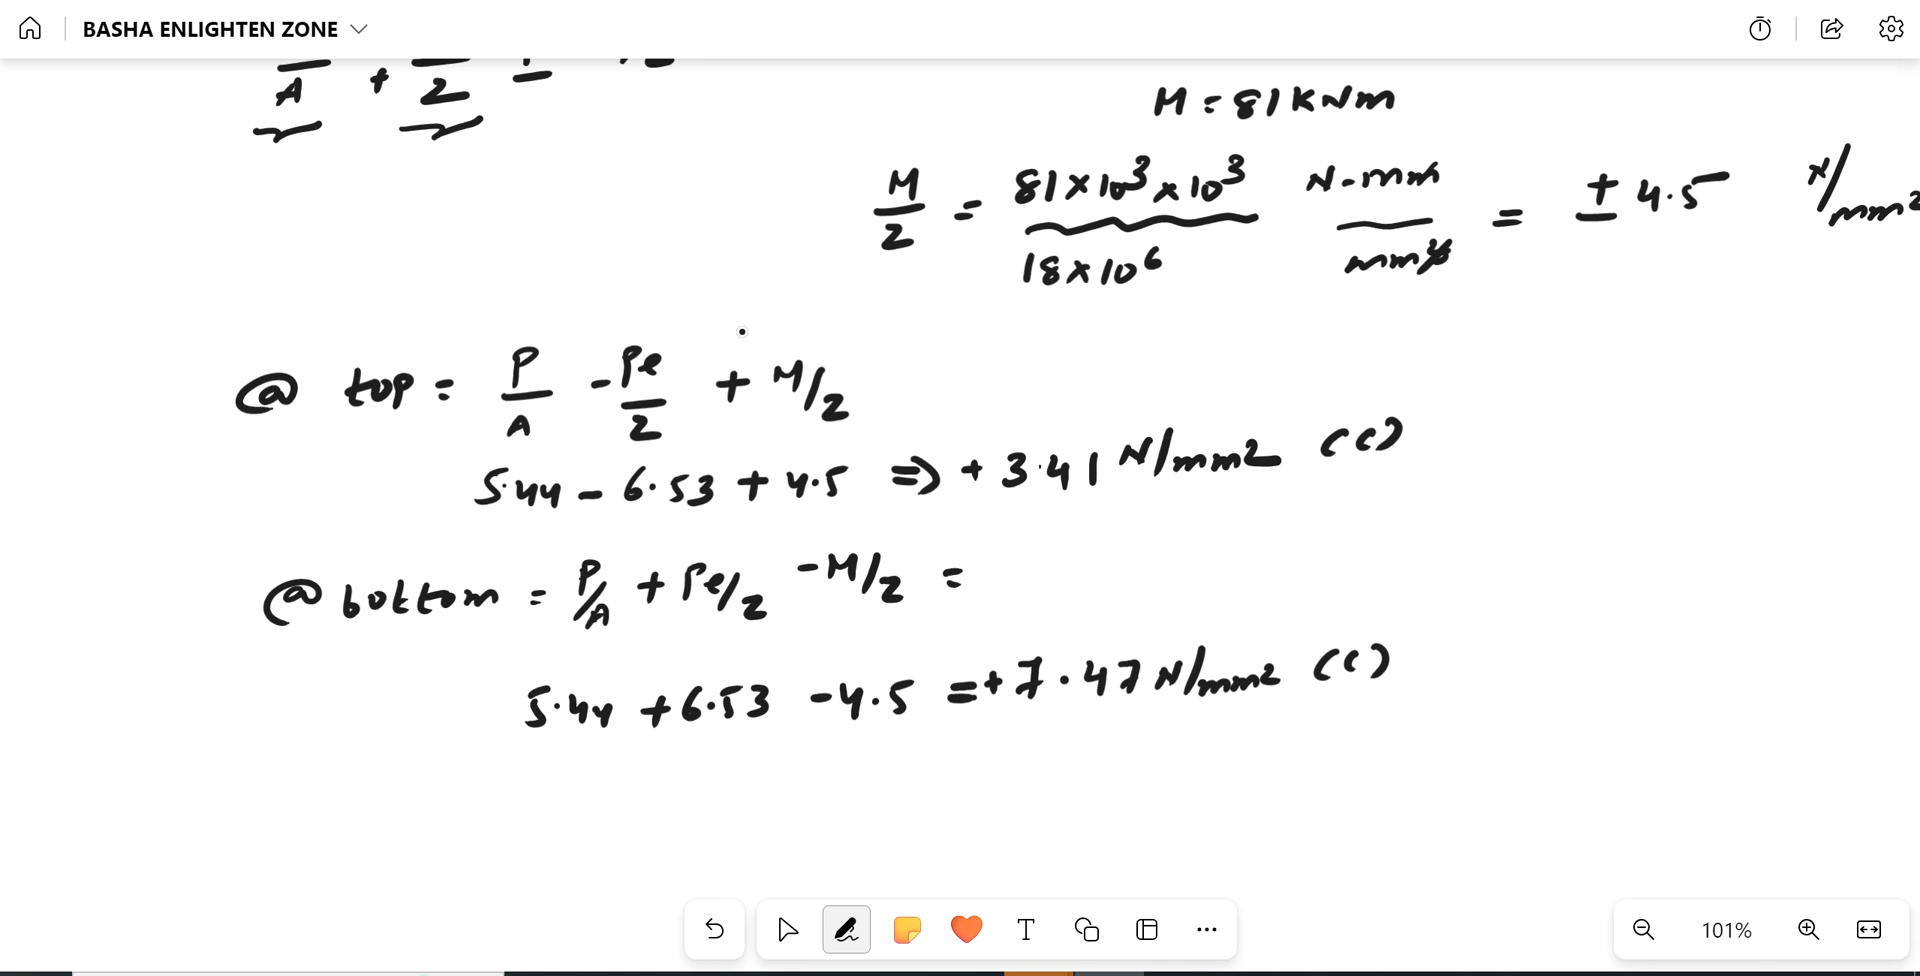 BASHA ENLIGHTEN ZONE
A + Z
M = 81 KNm
M/Z = 81×10³×10³ / 18×10⁶ N-mm / mm = ± 4.5 N/mm²
@ top = P/A - Pe/Z + M/Z
5.44 - 6.53 + 4.5 ⇒ + 3.41 N/mm² (C)
@ bottom = P/A + Pe/Z - M/Z =
5.44 + 6.53 - 4.5 = + 7.47 N/mm² (C)
T
101%